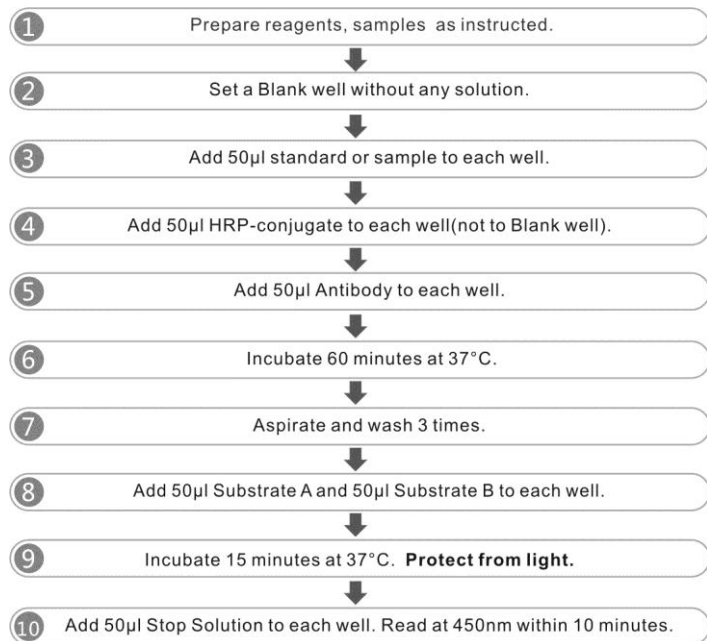 1 Prepare reagents, samples as instructed.
2 Set a Blank well without any solution.
3 Add 50μl standard or sample to each well.
4 Add 50μl HRP-conjugate to each well(not to Blank well).
5 Add 50μl Antibody to each well.
6 Incubate 60 minutes at 37°C.
7 Aspirate and wash 3 times.
8 Add 50μl Substrate A and 50μl Substrate B to each well.
9 Incubate 15 minutes at 37°C. Protect from light.
10 Add 50μl Stop Solution to each well. Read at 450nm within 10 minutes.